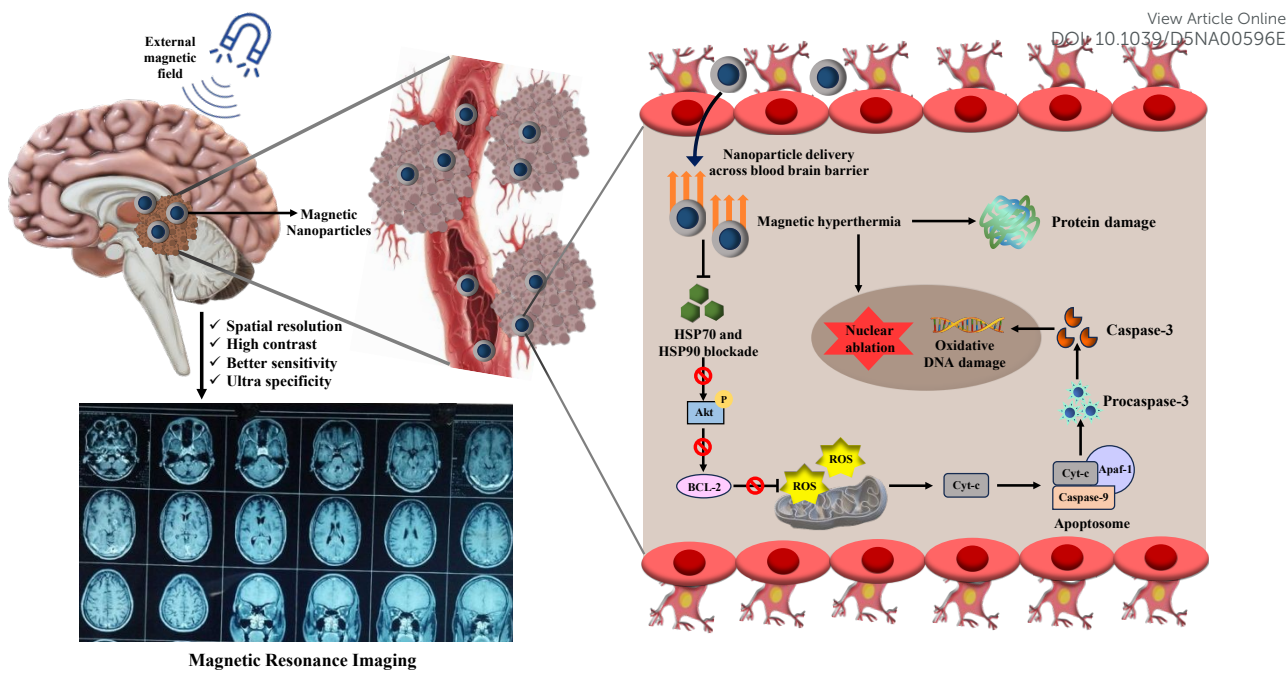 View Article Online
DOI: 10.1039/D5NA00596E
External
magnetic
field
Magnetic
Nanoparticles
✓ Spatial resolution
✓ High contrast
✓ Better sensitivity
✓ Ultra specificity
Magnetic Resonance Imaging
Nanoparticle delivery
across blood brain barrier
Magnetic hyperthermia
Protein damage
HSP70 and
HSP90 blockade
Nuclear
ablation
Oxidative
DNA damage
Caspase-3
P
Akt
Procaspase-3
BCL-2
ROS
ROS
Cyt-c
Cyt-c
Apaf-1
Caspase-9
Apoptosome